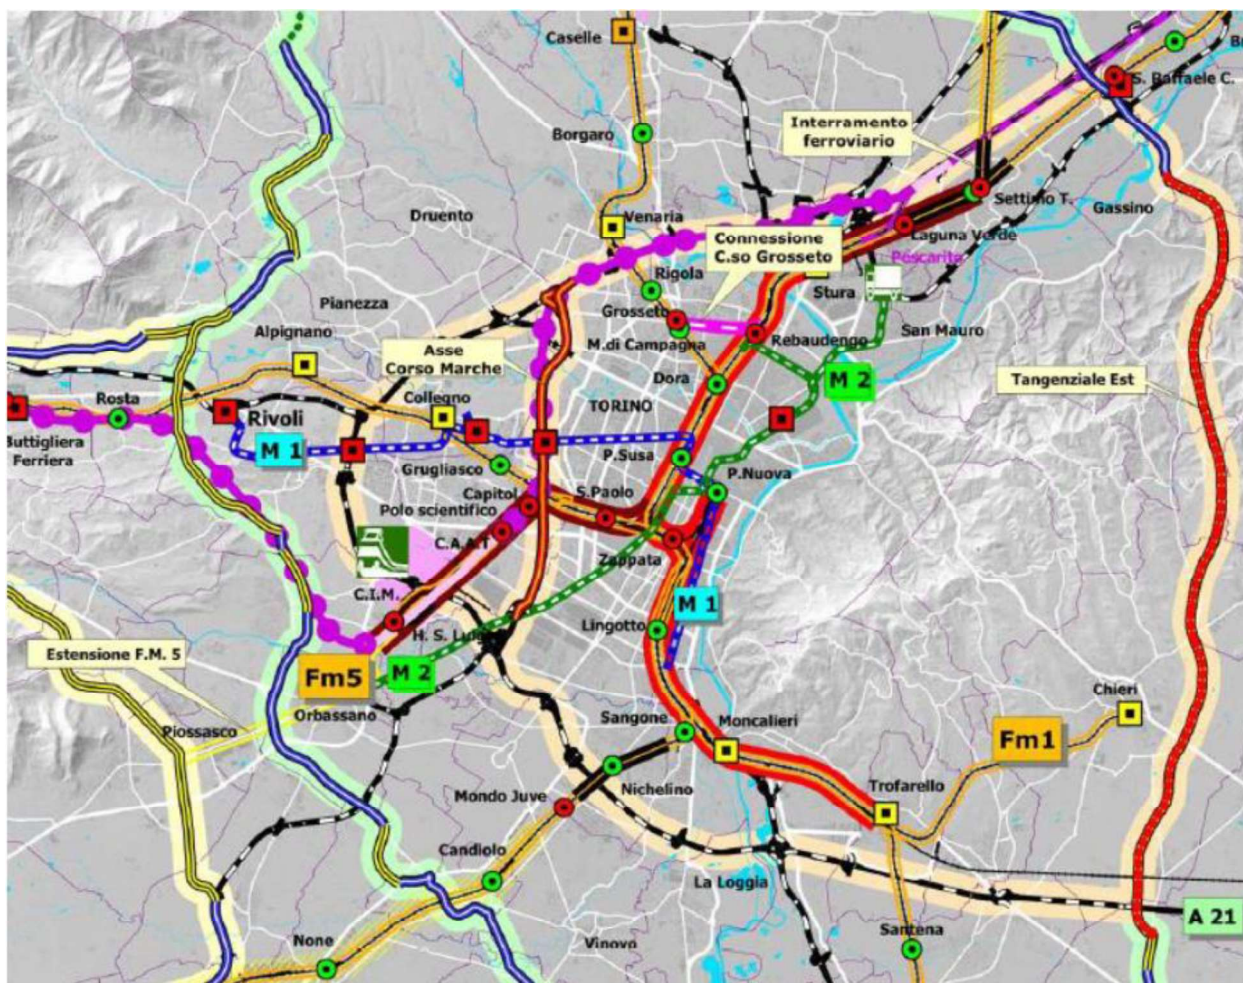 Caselle
S. Raffaele C.
Borgaro
Interramento
ferroviario
Druento
Venaria
Settimo T.
Gassino
Connessione
C.so Grosseto
Laguna Verde
Pescarito
Rigola
Pianezza
Grosseto
Stura
San Mauro
Alpignano
Asse
Corso Marche
M.di Campagna
Rebaudengo
M 2
Dora
Tangenziale Est
Rosta
Collegno
TORINO
Rivoli
Buttigliera
Ferriera
M 1
Grugliasco
P.Susa
P.Nuova
Capitol
Polo scientifico
S.Paolo
C.A.A.T
Zappata
C.I.M.
M 1
Lingotto
H. S. Luigi
Estensione F.M. 5
Fm5
M 2
Orbassano
Piossasco
Sangone
Moncalieri
Chieri
Fm1
Nichelino
Trofarello
Mondo Juve
Candiolo
La Loggia
A 21
None
Vinovo
Santena